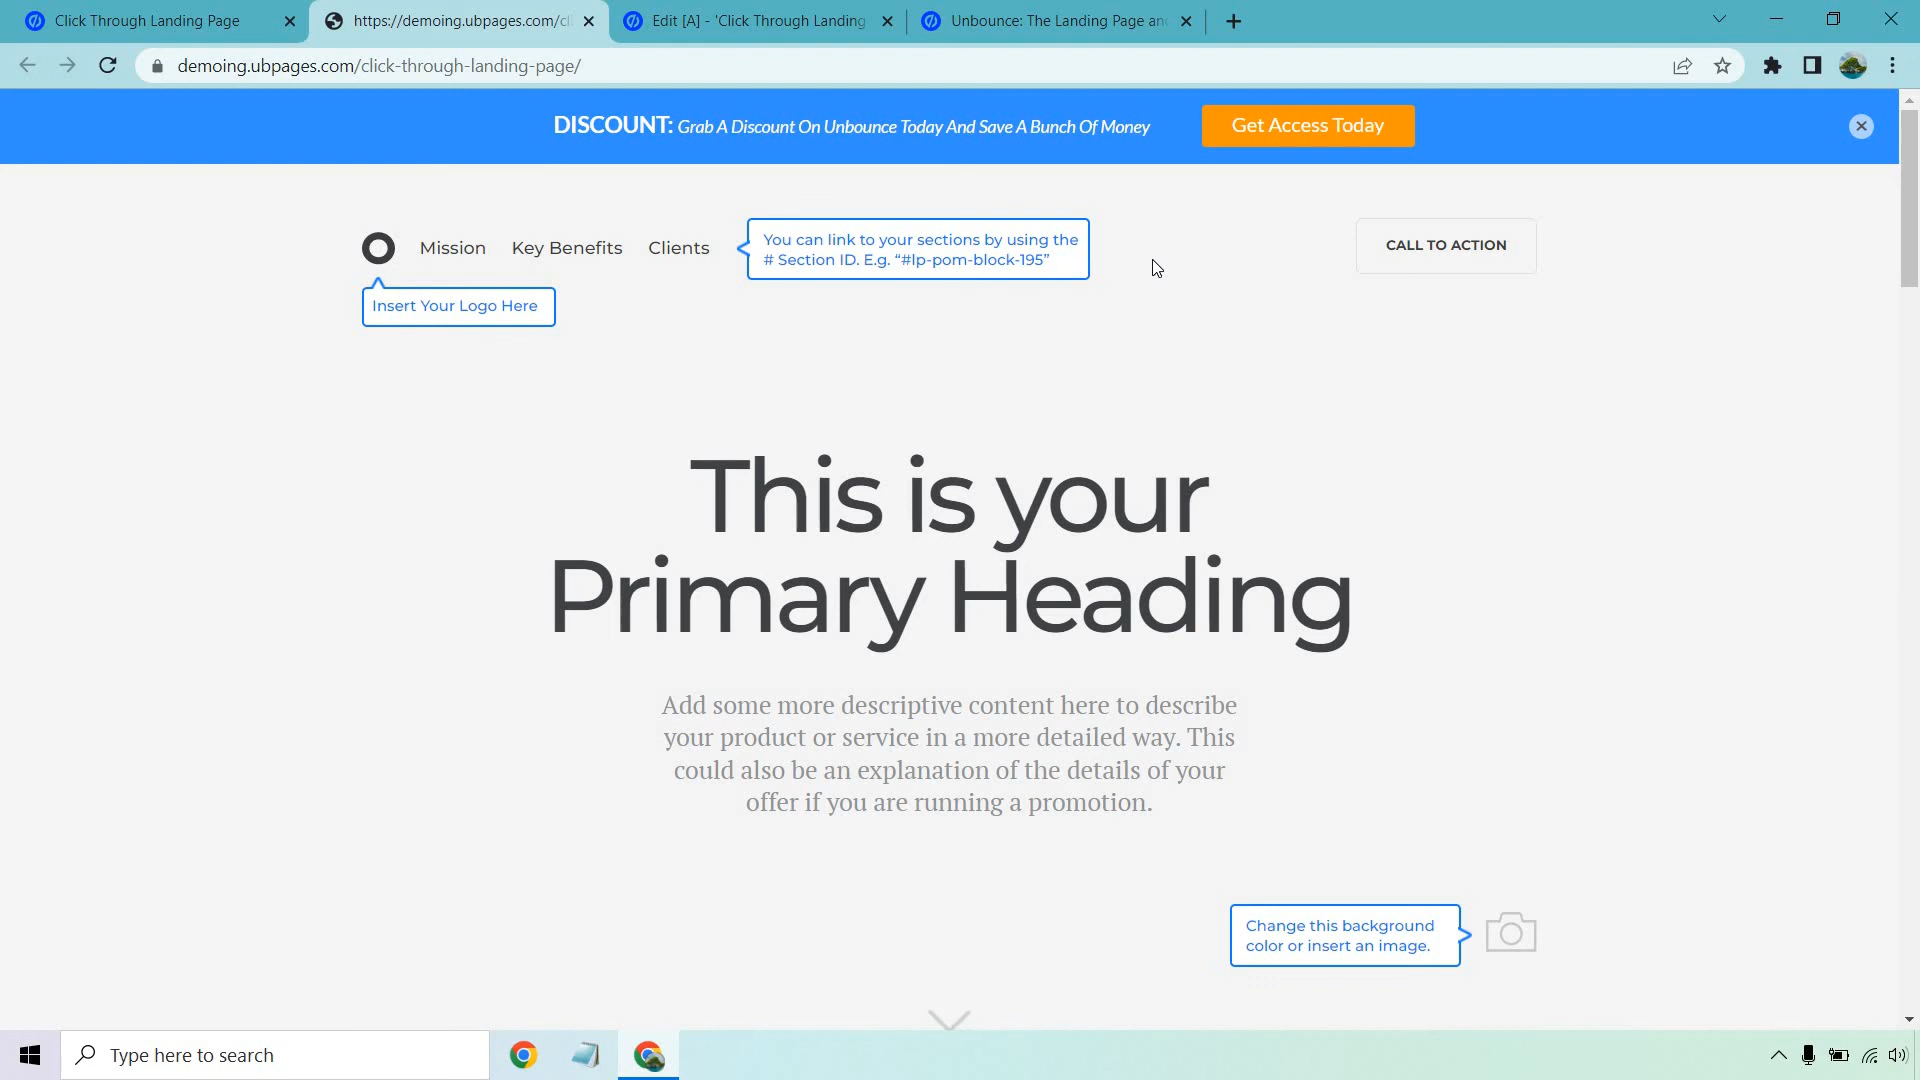 Click Through Landing Page
https://demoing.ubpages.com/cl
Edit [A] - 'Click Through Landing
Unbounce: The Landing Page an
demoing.ubpages.com/click-through-landing-page/
DISCOUNT: Grab A Discount On Unbounce Today And Save A Bunch Of Money
Get Access Today
Mission
Key Benefits
Clients
You can link to your sections by using the
# Section ID. E.g. “#lp-pom-block-195”
CALL TO ACTION
Insert Your Logo Here
This is your
Primary Heading
Add some more descriptive content here to describe
your product or service in a more detailed way. This
could also be an explanation of the details of your
offer if you are running a promotion.
Change this background
color or insert an image.
Type here to search